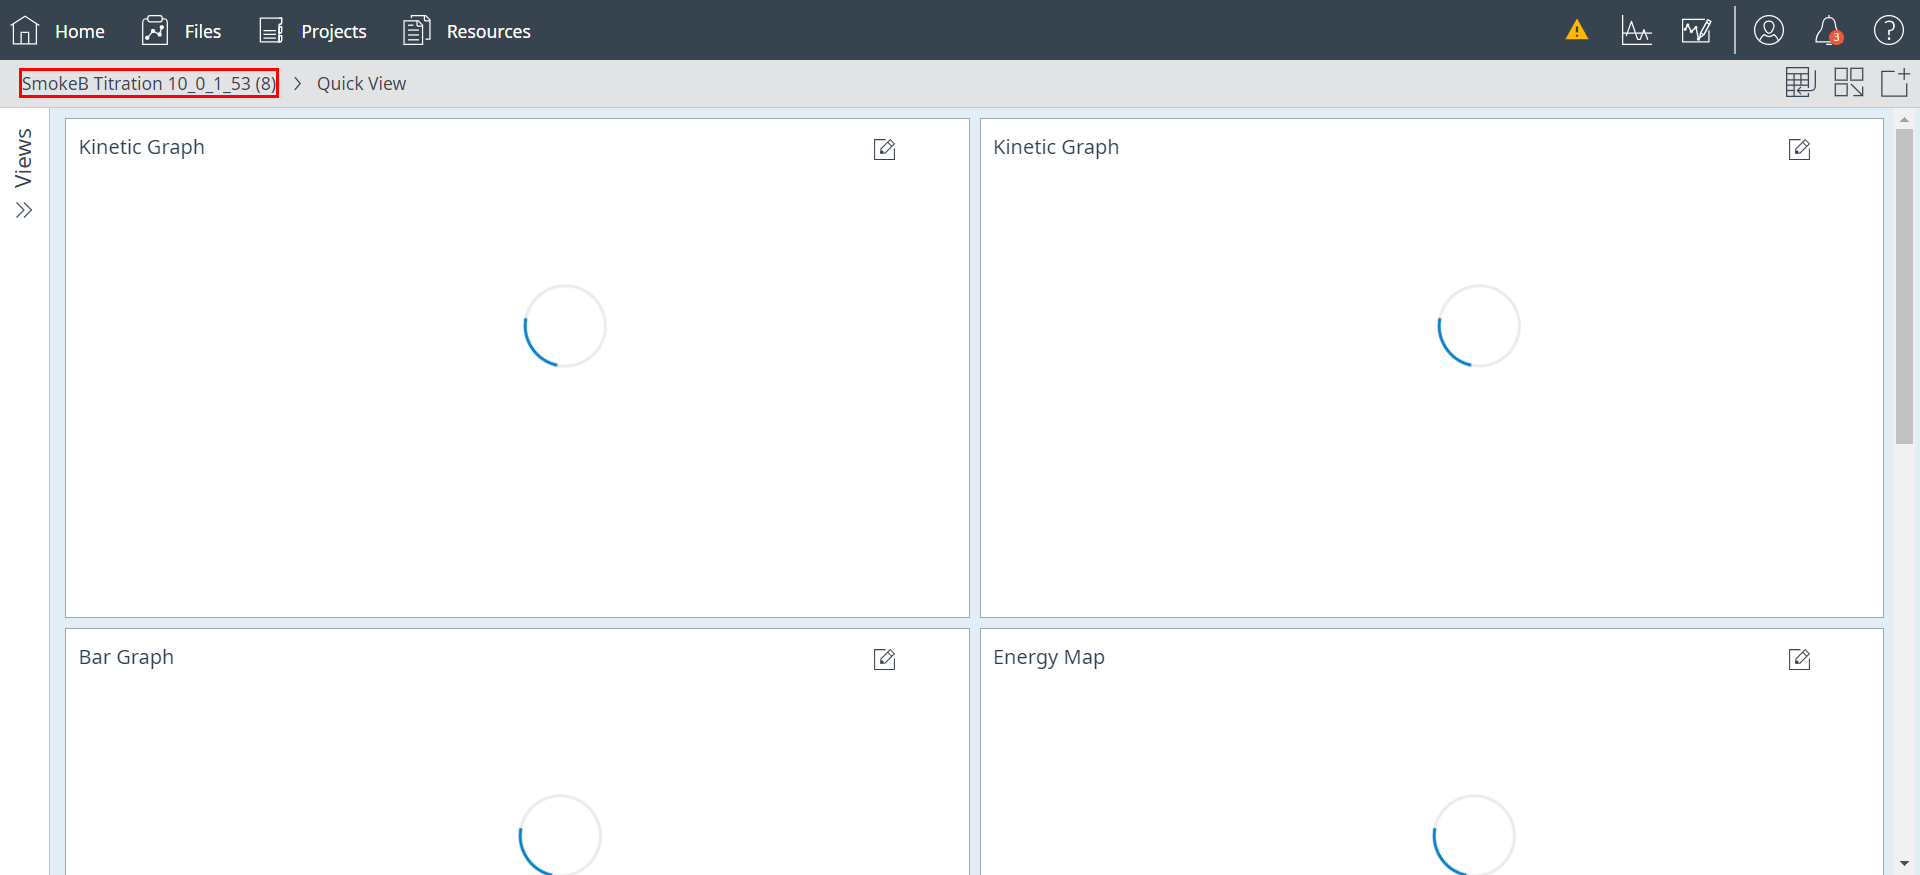 Home Files Projects Resources 3
SmokeB Titration 10_0_1_53 (8) > Quick View
Views
Kinetic Graph
Kinetic Graph
Bar Graph
Energy Map